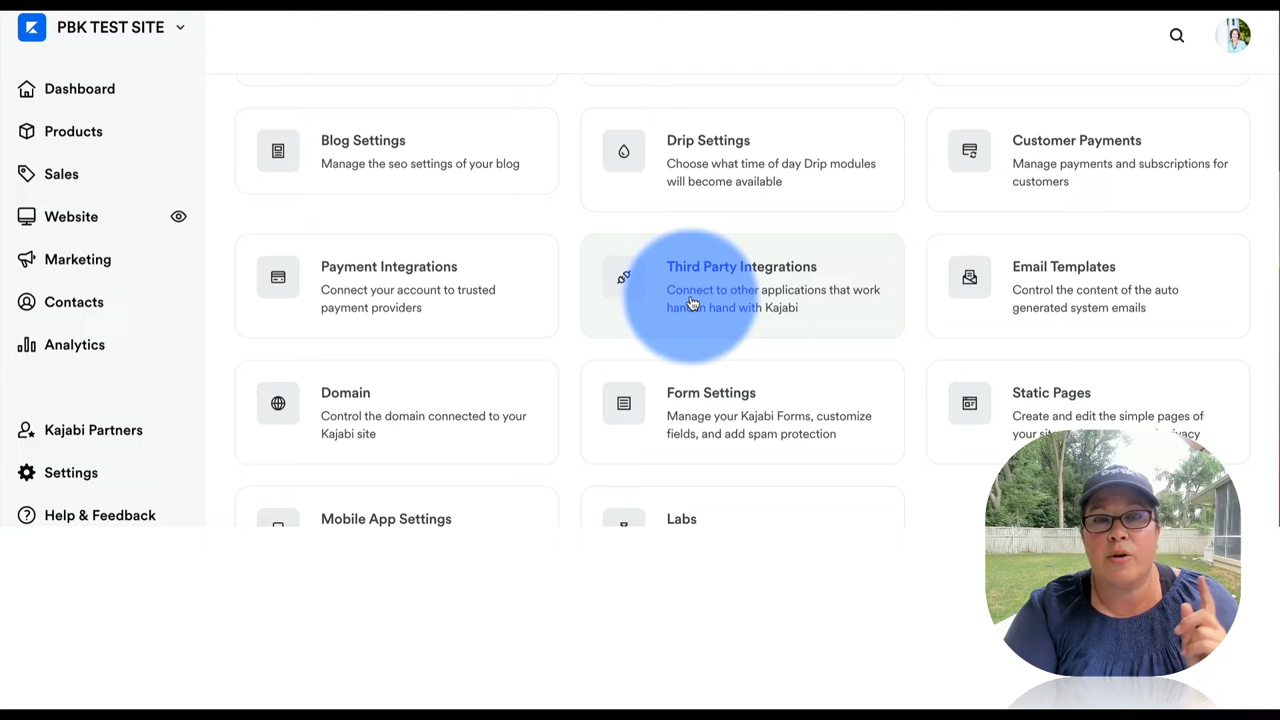 PBK TEST SITE
Dashboard
Products
Sales
Website
Marketing
Contacts
Analytics
Kajabi Partners
Settings
Help & Feedback
Blog Settings
Manage the seo settings of your blog
Drip Settings
Choose what time of day Drip modules
will become available
Customer Payments
Manage payments and subscriptions for
customers
Payment Integrations
Connect your account to trusted
payment providers
Third Party Integrations
Connect to other applications that work
hand in hand with Kajabi
Email Templates
Control the content of the auto
generated system emails
Domain
Control the domain connected to your
Kajabi site
Form Settings
Manage your Kajabi Forms, customize
fields, and add spam protection
Static Pages
Create and edit the simple pages of
your
Mobile App Settings
Labs